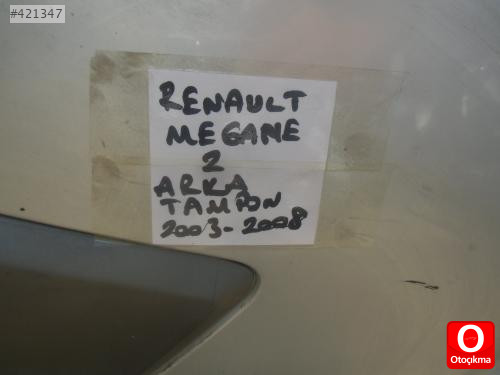 #421347
RENAULT
MEGANE
2
ARKA
TAMPON
2003-2008
O
Otoçıkma